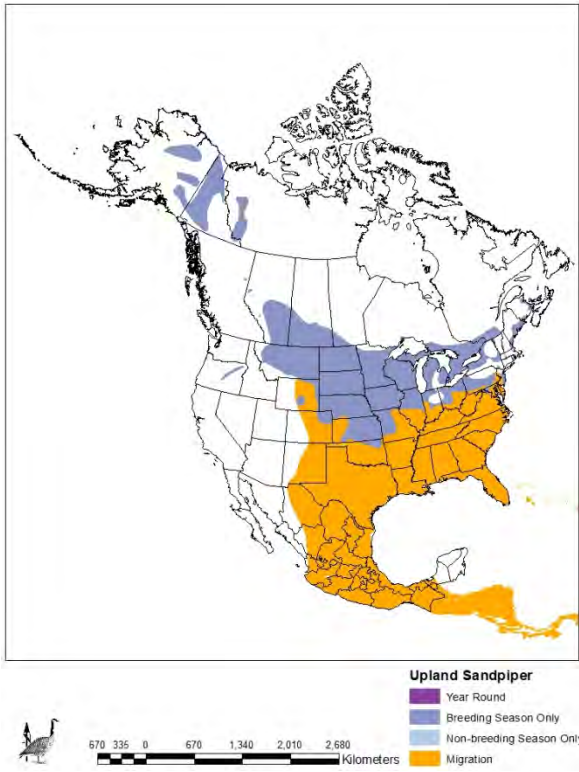 Upland Sandpiper
Year Round
Breeding Season Only
Non-breeding Season Only
Migration
670 335 0 670 1,340 2,010 2,680
Kilometers